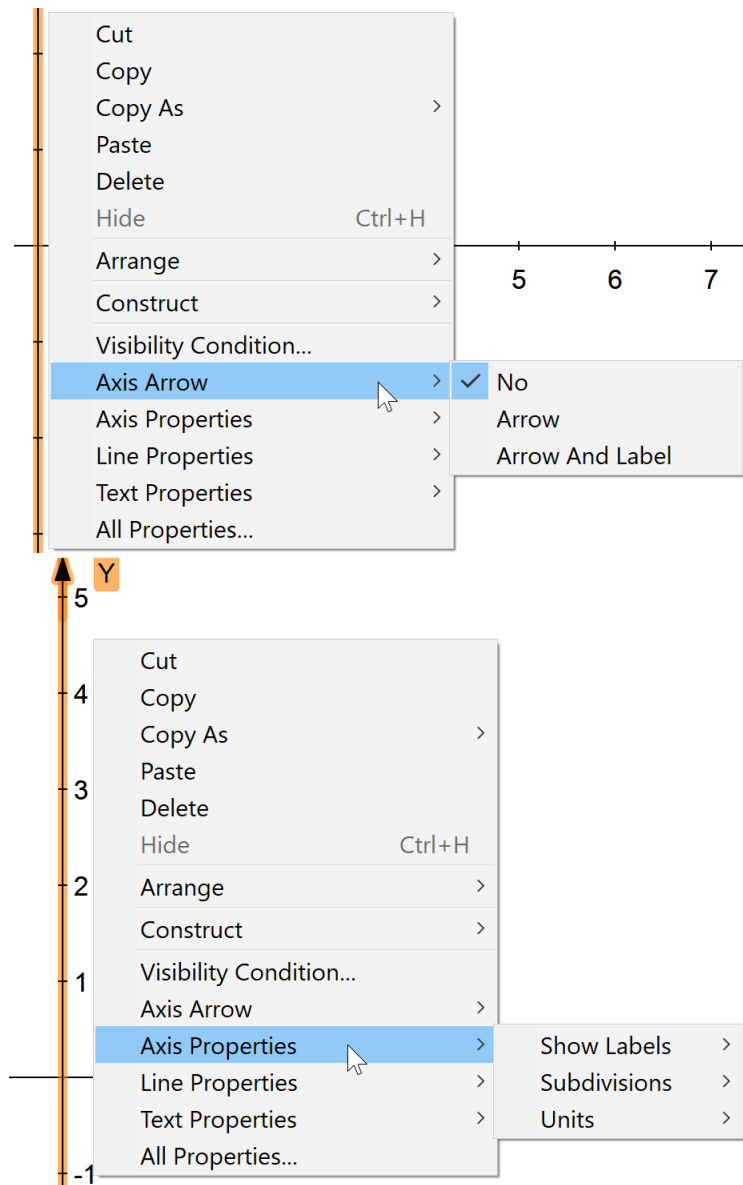 Cut
Copy
Copy As
Paste
Delete
Hide Ctrl+H
Arrange
Construct
Visibility Condition...
Axis Arrow
Axis Properties
Line Properties
Text Properties
All Properties...
No
Arrow
Arrow And Label
5 6 7
Y
5
4
3
2
1
-1
Cut
Copy
Copy As
Paste
Delete
Hide Ctrl+H
Arrange
Construct
Visibility Condition...
Axis Arrow
Axis Properties
Line Properties
Text Properties
All Properties...
Show Labels
Subdivisions
Units